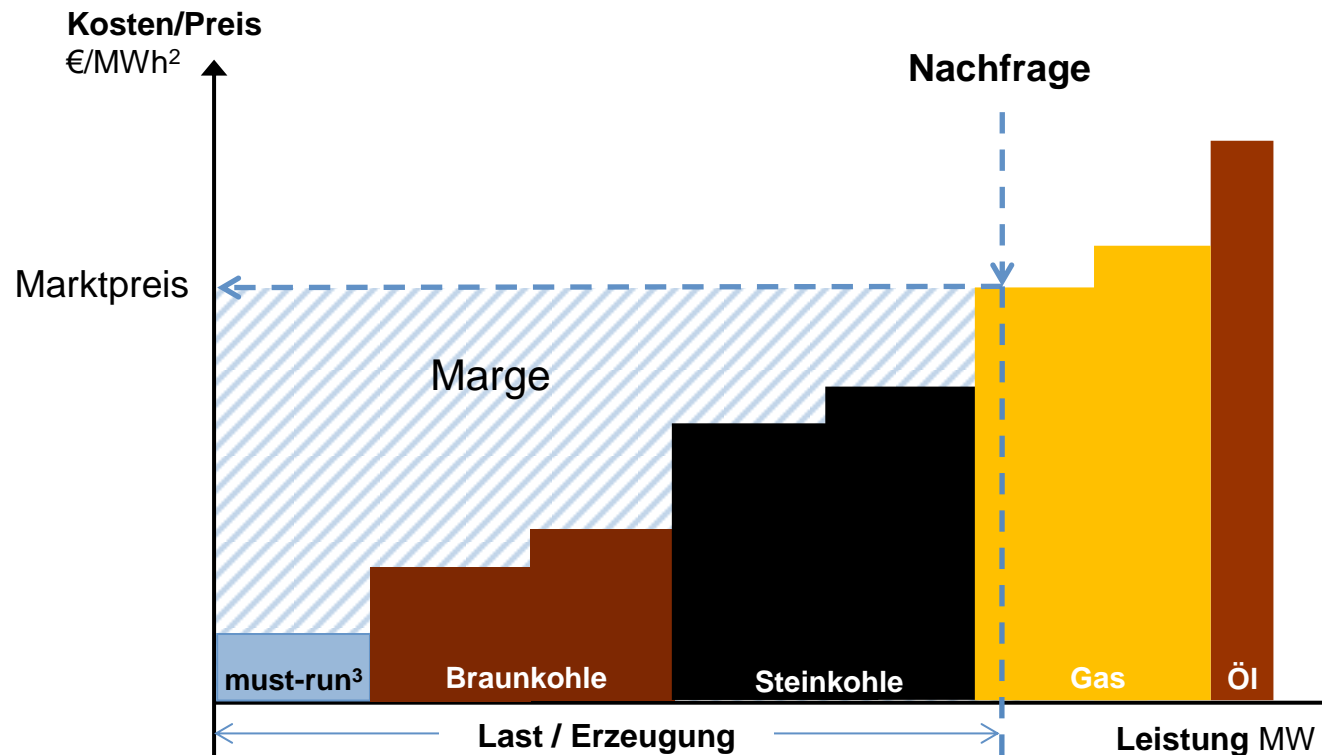 Kosten/Preis
€/MWh²
Nachfrage
Marktpreis
Marge
must-run³
Braunkohle
Steinkohle
Gas
Öl
Last / Erzeugung
Leistung MW